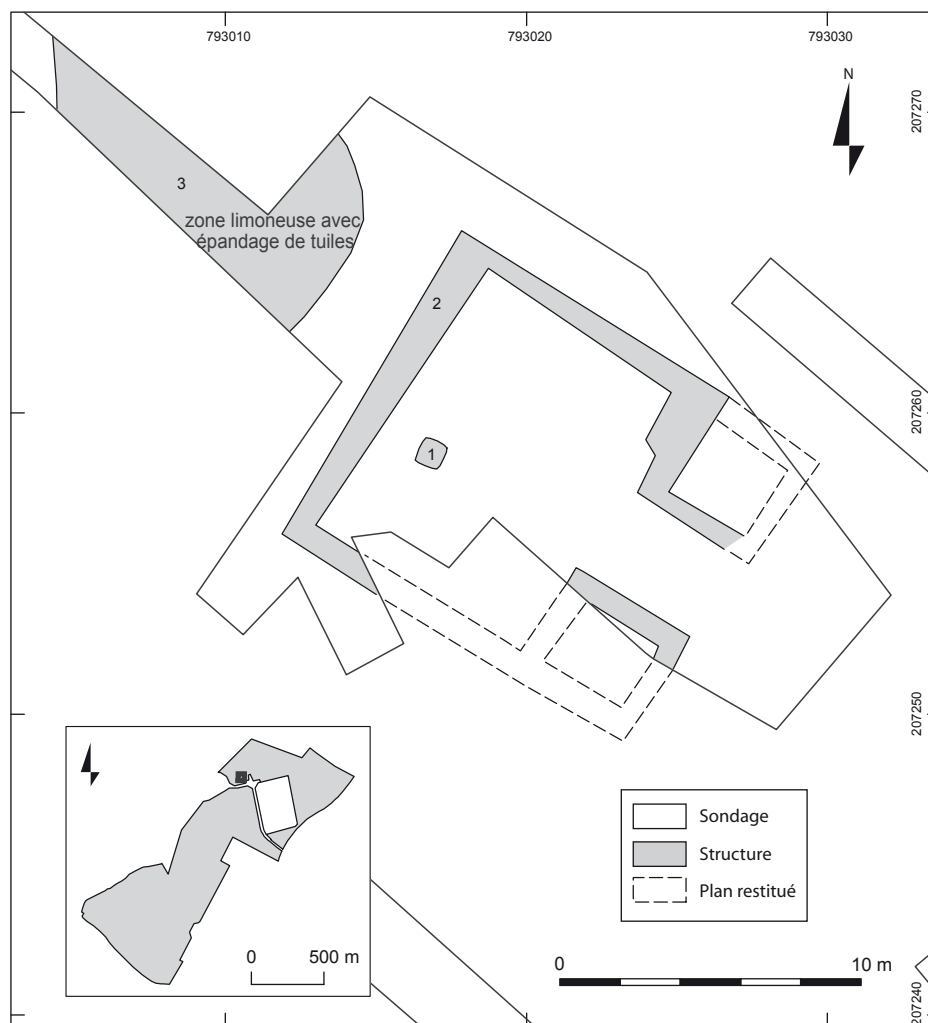 793010
793020
793030
N
207270
3
zone limoneuse avec
épandage de tuiles
2
207260
1
207250
Sondage
Structure
Plan restitué
0 500 m
0 10 m
207240